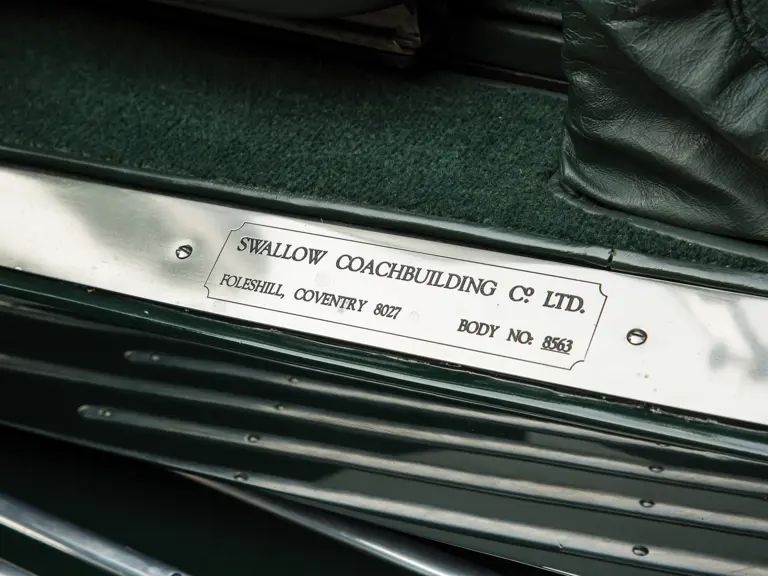 SWALLOW COACHBUILDING Cº LTD.
FOLESHILL, COVENTRY 8027
BODY NO: 8563